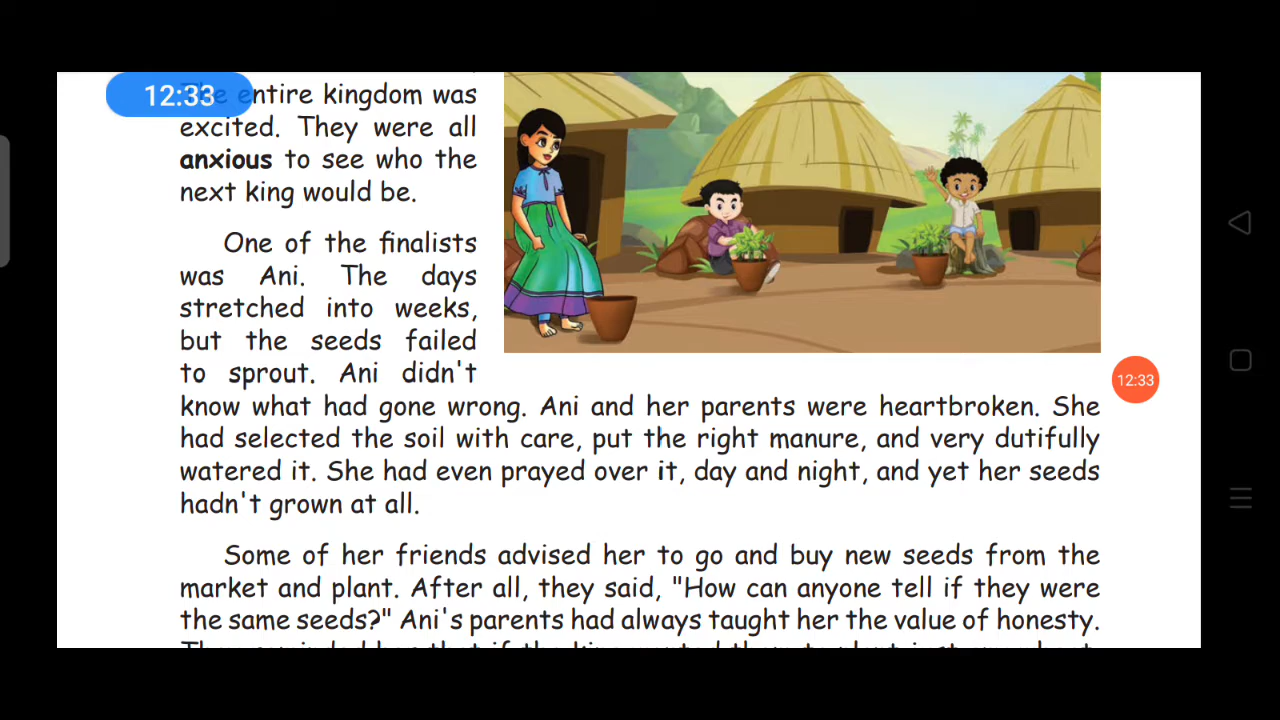 12:33
The entire kingdom was
excited. They were all
anxious to see who the
next king would be.
One of the finalists
was Ani. The days
stretched into weeks,
but the seeds failed
to sprout. Ani didn't
12:33
know what had gone wrong. Ani and her parents were heartbroken. She
had selected the soil with care, put the right manure, and very dutifully
watered it. She had even prayed over it, day and night, and yet her seeds
hadn't grown at all.
Some of her friends advised her to go and buy new seeds from the
market and plant. After all, they said, "How can anyone tell if they were
the same seeds?" Ani's parents had always taught her the value of honesty.